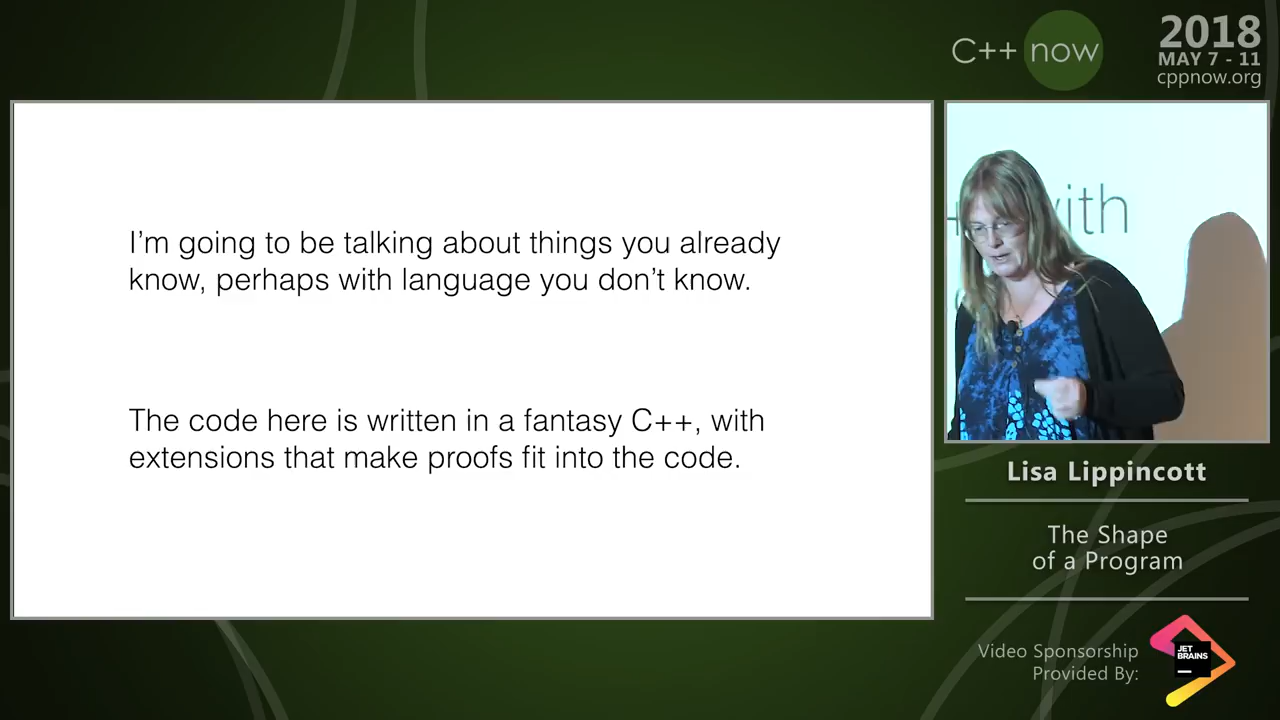 C++ now
2018
MAY 7 - 11
cppnow.org
I'm going to be talking about things you already
know, perhaps with language you don't know.
The code here is written in a fantasy C++, with
extensions that make proofs fit into the code.
with
Lisa Lippincott
The Shape
of a Program
Video Sponsorship
Provided By:
JET
BRAINS